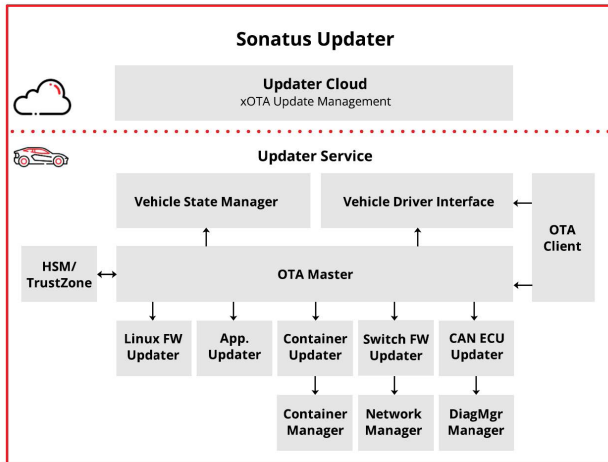 Sonatus Updater
Updater Cloud
xOTA Update Management
Updater Service
Vehicle State Manager
Vehicle Driver Interface
OTA
Client
HSM/
TrustZone
OTA Master
Linux FW
Updater
App.
Updater
Container
Updater
Switch FW
Updater
CAN ECU
Updater
Container
Manager
Network
Manager
DiagMgr
Manager